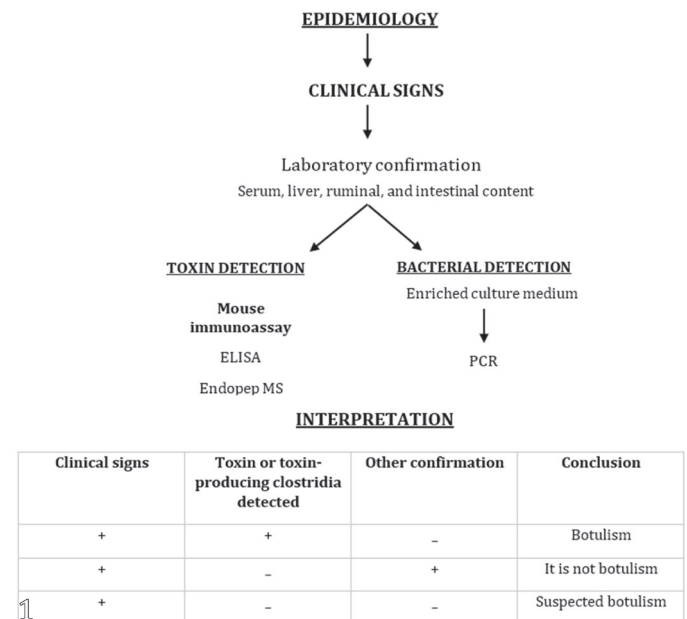 EPIDEMIOLOGY
CLINICAL SIGNS
Laboratory confirmation
Serum, liver, ruminal, and intestinal content
TOXIN DETECTION
Mouse
immunoassay
ELISA
Endopep MS
BACTERIAL DETECTION
Enriched culture medium
PCR
INTERPRETATION
Clinical signs
Toxin or toxin-
producing clostridia
detected
Other confirmation
Conclusion
+ + – Botulism
+ – + It is not botulism
+ – – Suspected botulism
1